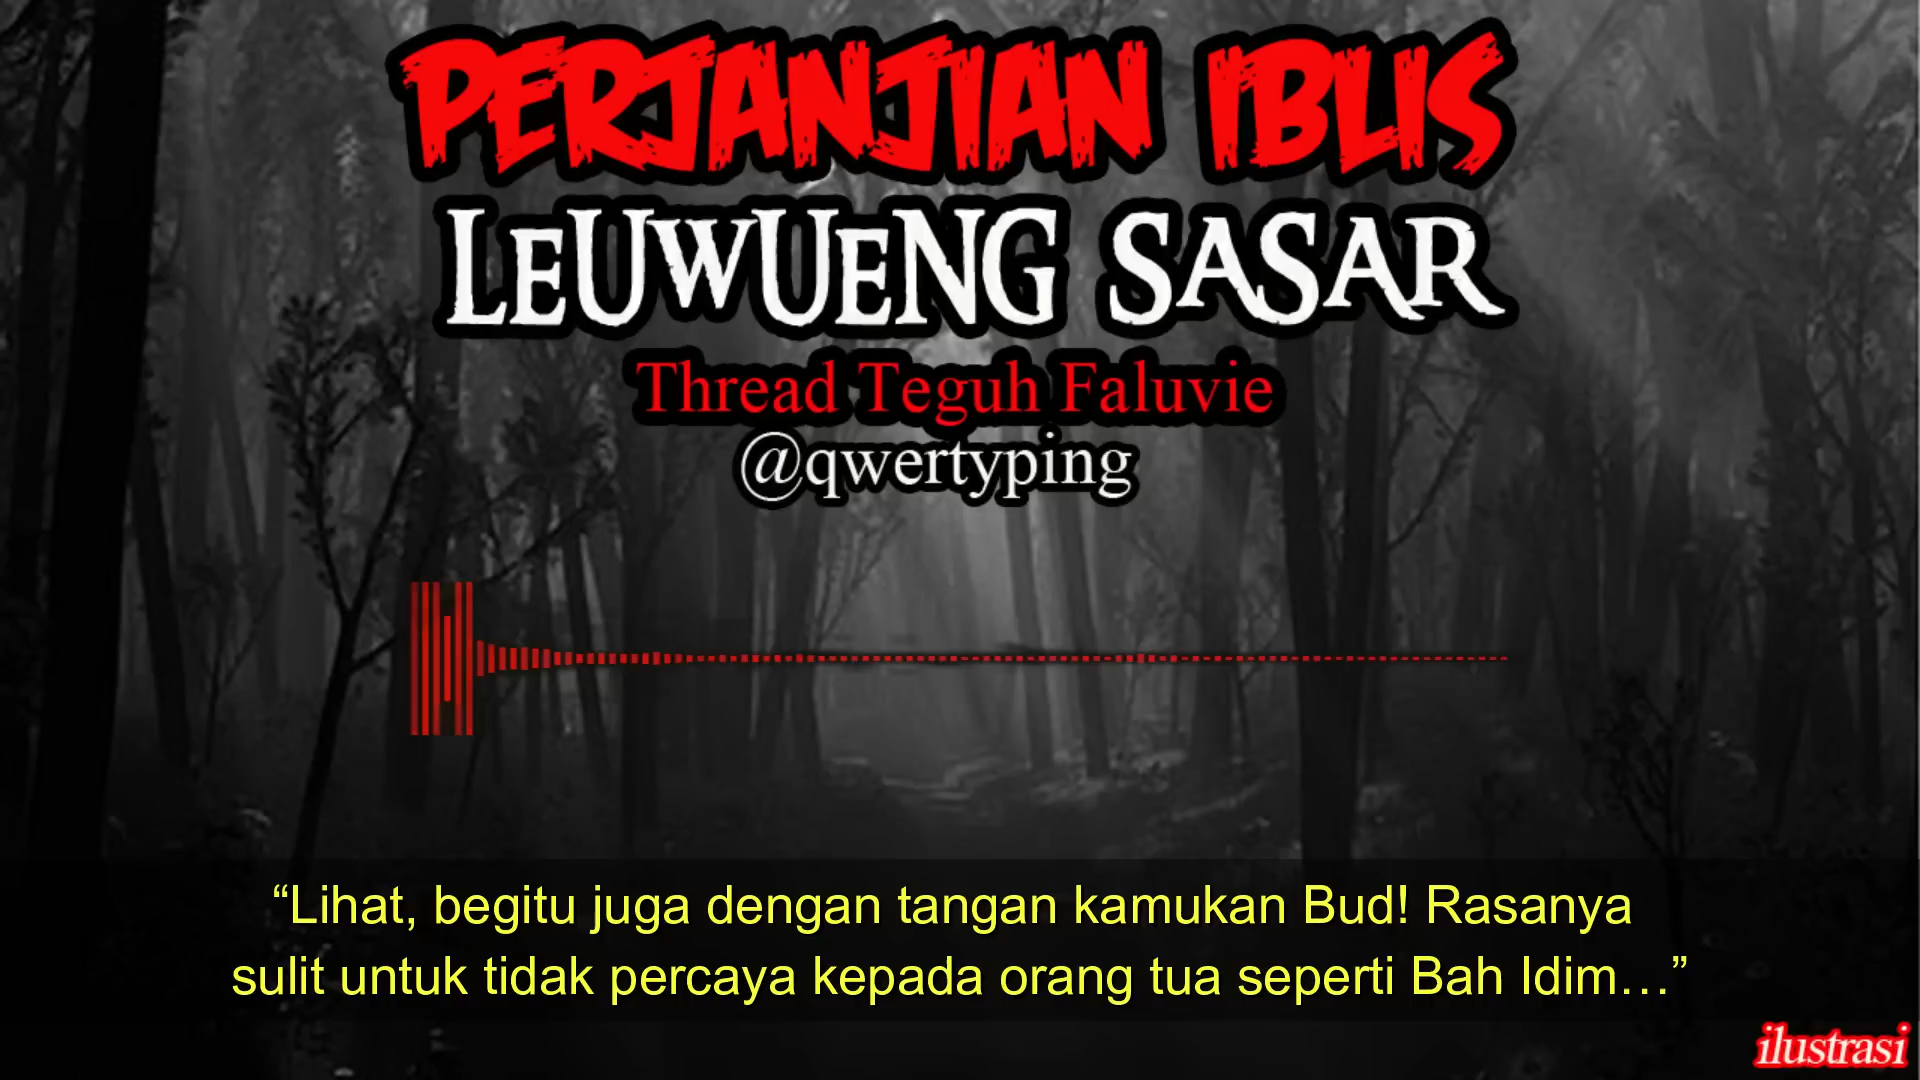 PERJANJIAN IBLIS
LEUWUENG SASAR
Thread Teguh Faluvie
@qwertyping
“Lihat, begitu juga dengan tangan kamukan Bud! Rasanya
sulit untuk tidak percaya kepada orang tua seperti Bah Idim…”
ilustrasi